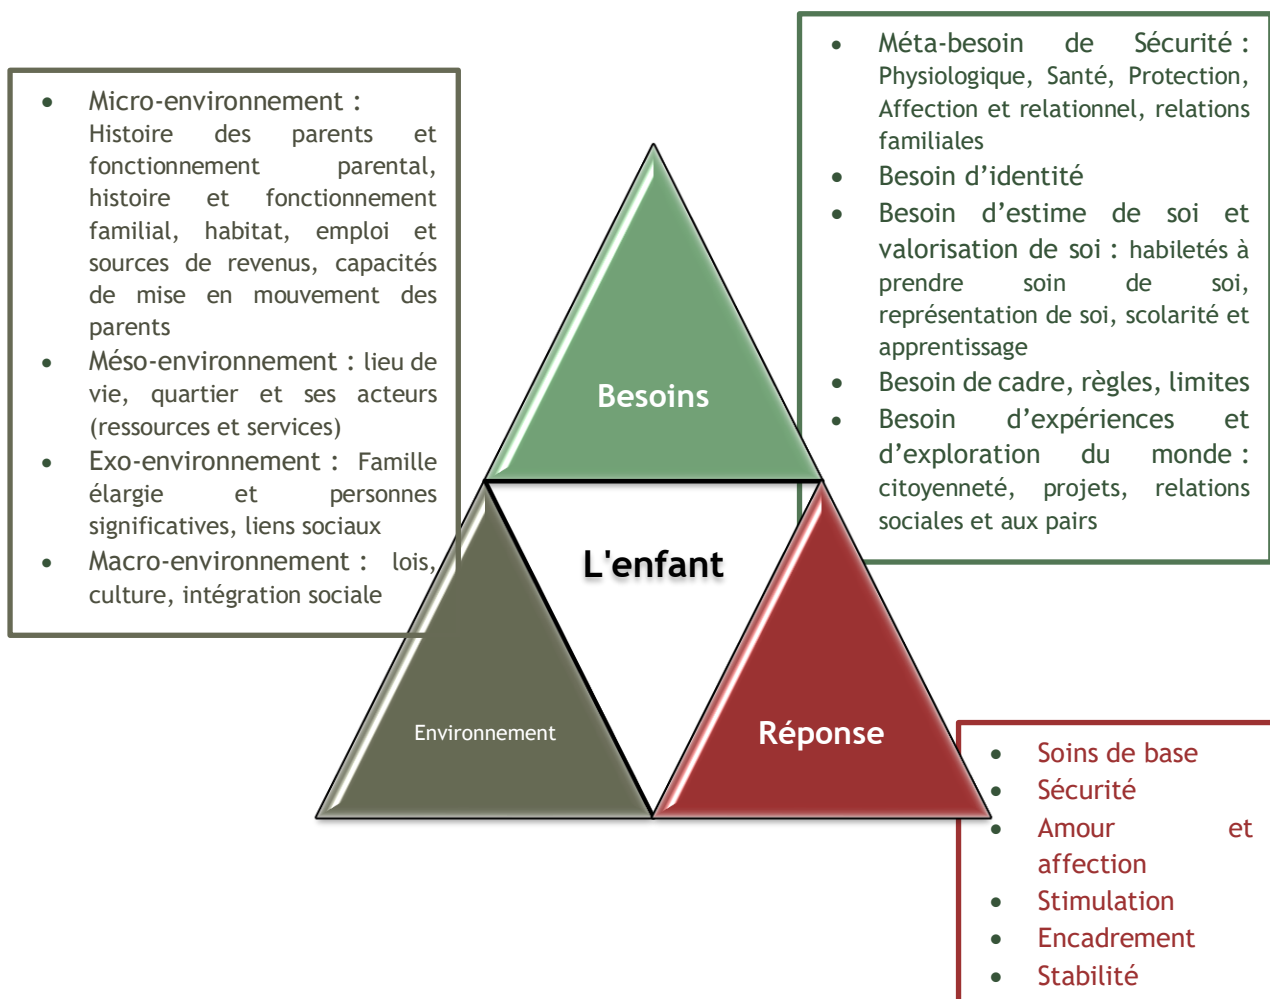 • Micro-environnement :
Histoire des parents et
fonctionnement parental,
histoire et fonctionnement
familial, habitat, emploi et
sources de revenus, capacités
de mise en mouvement des
parents
• Méso-environnement : lieu de
vie, quartier et ses acteurs
(ressources et services)
• Exo-environnement : Famille
élargie et personnes
significatives, liens sociaux
• Macro-environnement : lois,
culture, intégration sociale
• Méta-besoin de Sécurité :
Physiologique, Santé, Protection,
Affection et relationnel, relations
familiales
• Besoin d’identité
• Besoin d’estime de soi et
valorisation de soi : habiletés à
prendre soin de soi,
représentation de soi, scolarité et
apprentissage
• Besoin de cadre, règles, limites
• Besoin d’expériences et
d’exploration du monde :
citoyenneté, projets, relations
sociales et aux pairs
Besoins
L'enfant
Environnement
Réponse
• Soins de base
• Sécurité
• Amour et
affection
• Stimulation
• Encadrement
• Stabilité